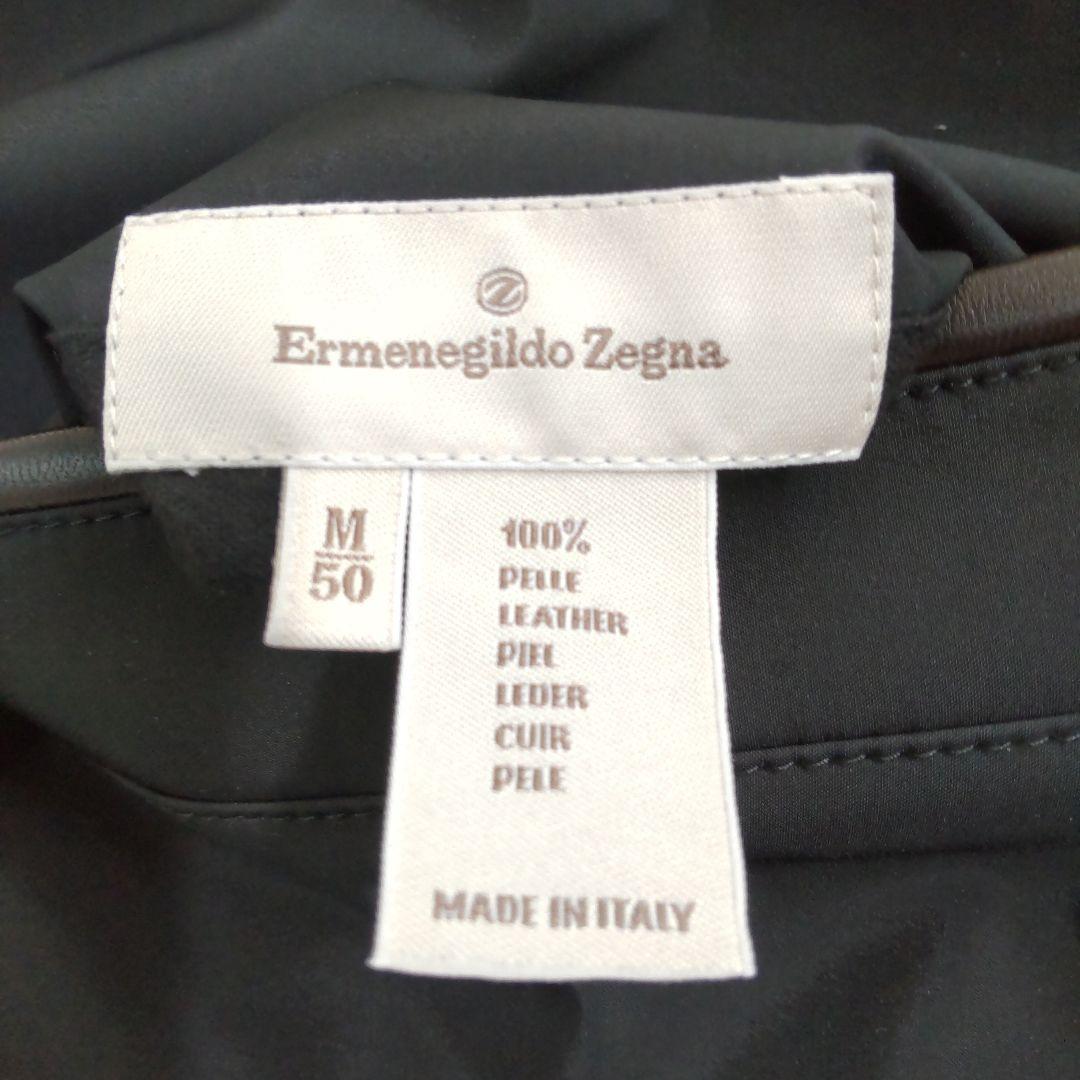 Ermenegildo Zegna
M
50
100%
PELLE
LEATHER
PIEL
LEDER
CUIR
PELE
MADE IN ITALY